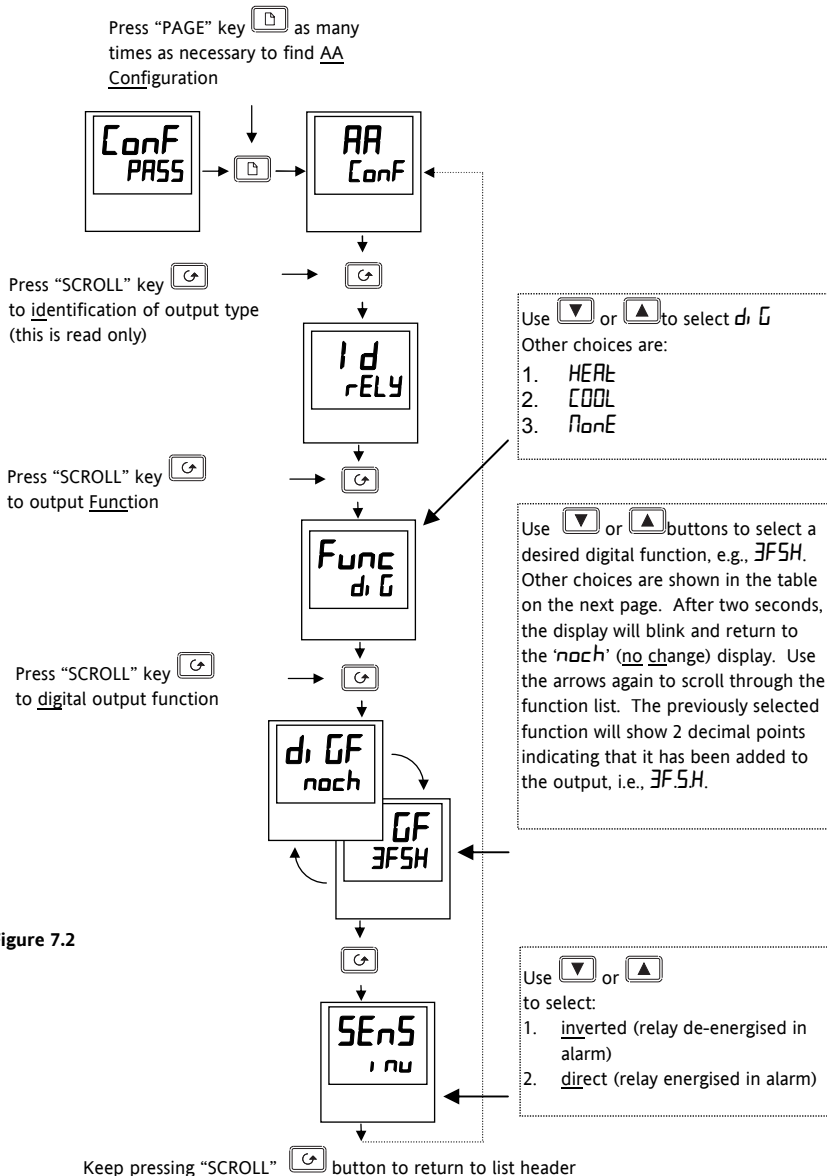 Press “PAGE” key as many
times as necessary to find AA
Configuration
ConF
PASS
AA
ConF
Press “SCROLL” key
to identification of output type
(this is read only)
Use or to select diG
Other choices are:
1. HEAt
2. COOL
3. NonE
Id
rELY
Press “SCROLL” key
to output Function
Func
diG
Use or buttons to select a
desired digital function, e.g., 3FSH.
Other choices are shown in the table
on the next page. After two seconds,
the display will blink and return to
the ‘noch’ (no change) display. Use
the arrows again to scroll through the
function list. The previously selected
function will show 2 decimal points
indicating that it has been added to
the output, i.e., 3F.S.H.
Press “SCROLL” key
to digital output function
diGF
noch
GF
3FSH
igure 7.2
SEnS
inv
Use or
to select:
1. inverted (relay de-energised in
alarm)
2. direct (relay energised in alarm)
Keep pressing “SCROLL” button to return to list header